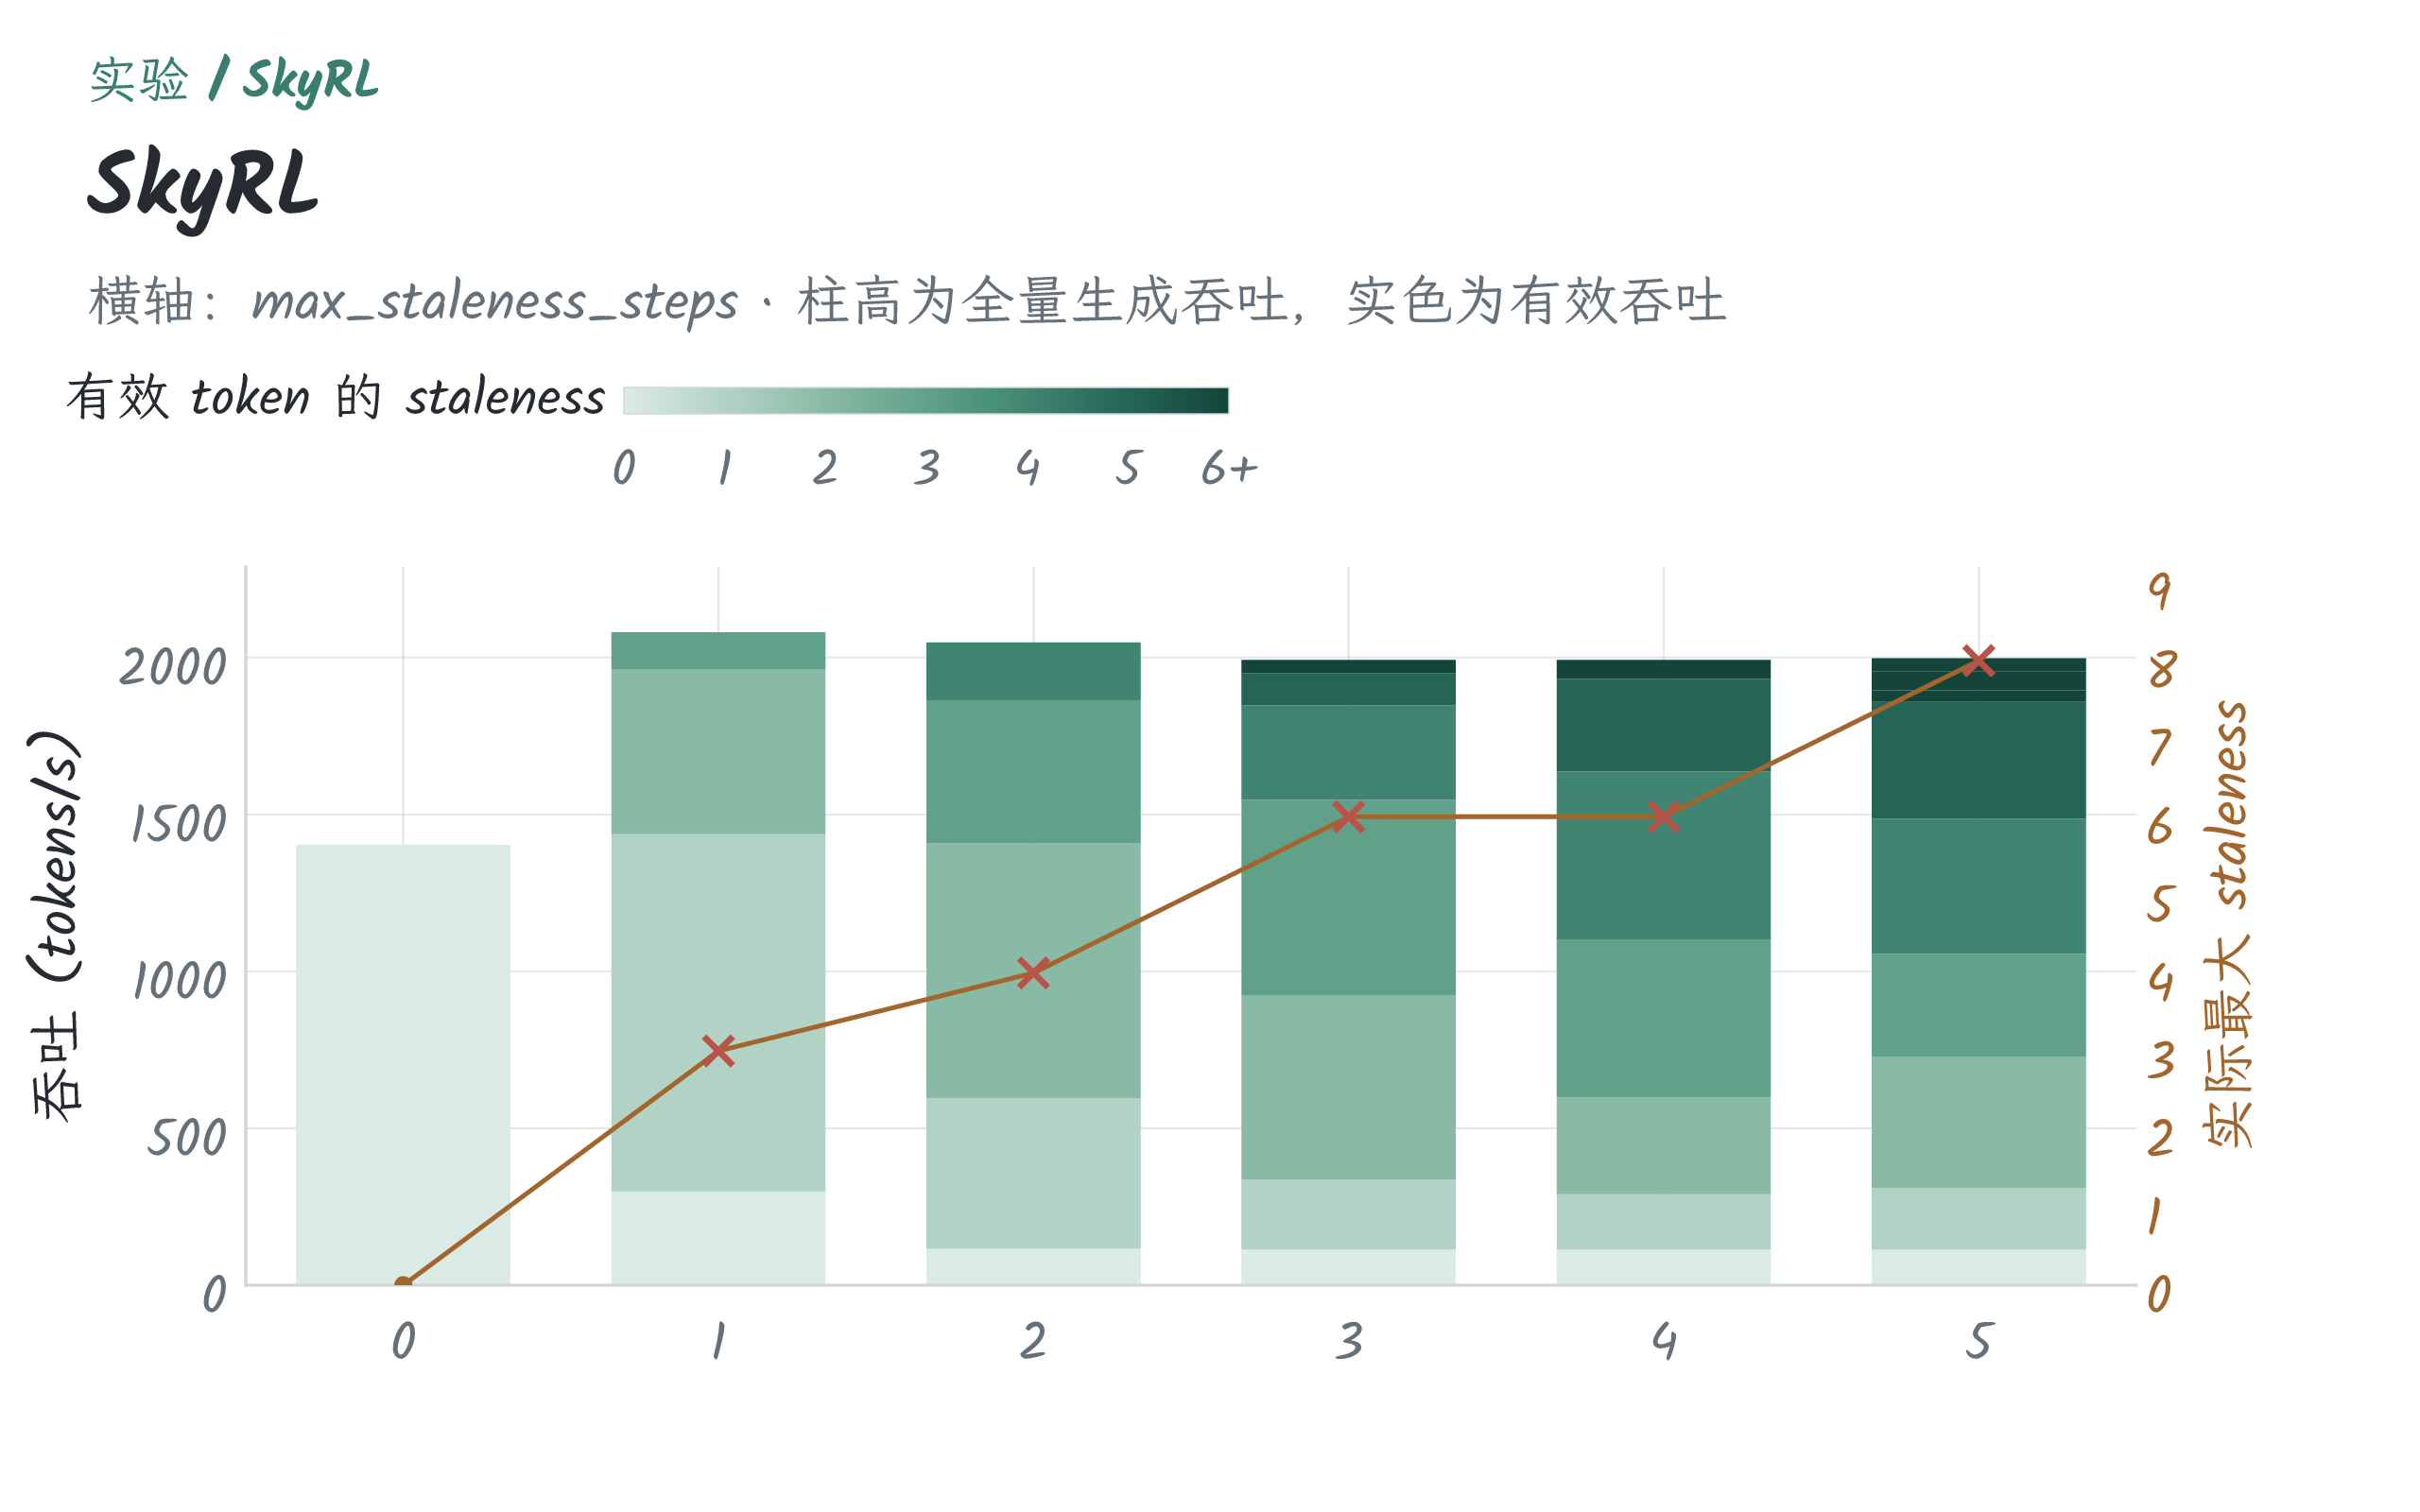 实验 / SkyRL
SkyRL
横轴：max_staleness_steps · 柱高为全量生成吞吐，实色为有效吞吐
有效 token 的 staleness
0 1 2 3 4 5 6+
吞吐 (tokens/s)
2000
1500
1000
500
0
0 1 2 3 4 5
9
8
7
6
5
4
3
2
1
0
实际最大 staleness